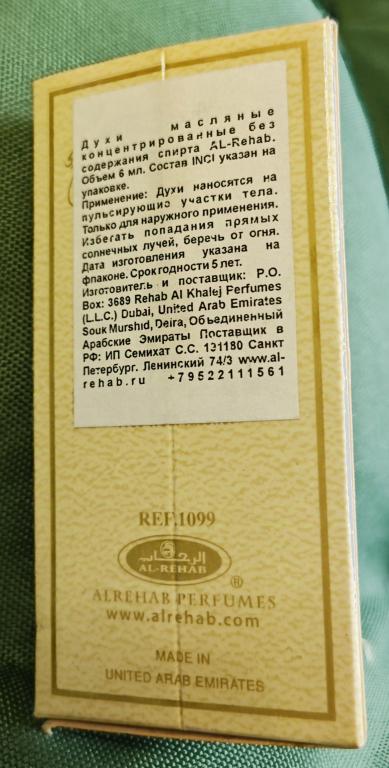 Духи масляные
концентрированные без
содержания спирта AL-Rehab.
Объем 6 мл. Состав INCI указан на
упаковке.
Применение: Духи наносятся на
пульсирующие участки тела.
Только для наружного применения.
Избегать попадания прямых
солнечных лучей, беречь от огня.
Дата изготовления указана на
флаконе. Срок годности 5 лет.
Изготовитель и поставщик: P.O.
Box: 3689 Rehab Al Khalej Perfumes
(L.L.C.) Dubai, United Arab Emirates
Souk Murshid, Deira, Объединенный
Арабские Эмираты Поставщик в
РФ: ИП Семихат С.С. 191180 Санкт
Петербург. Ленинский 74/3 www.al-
rehab.ru +79522111561
REF.1099
الرحاب
AL-REHAB
®
ALREHAB PERFUMES
www.alrehab.com
MADE IN
UNITED ARAB EMIRATES